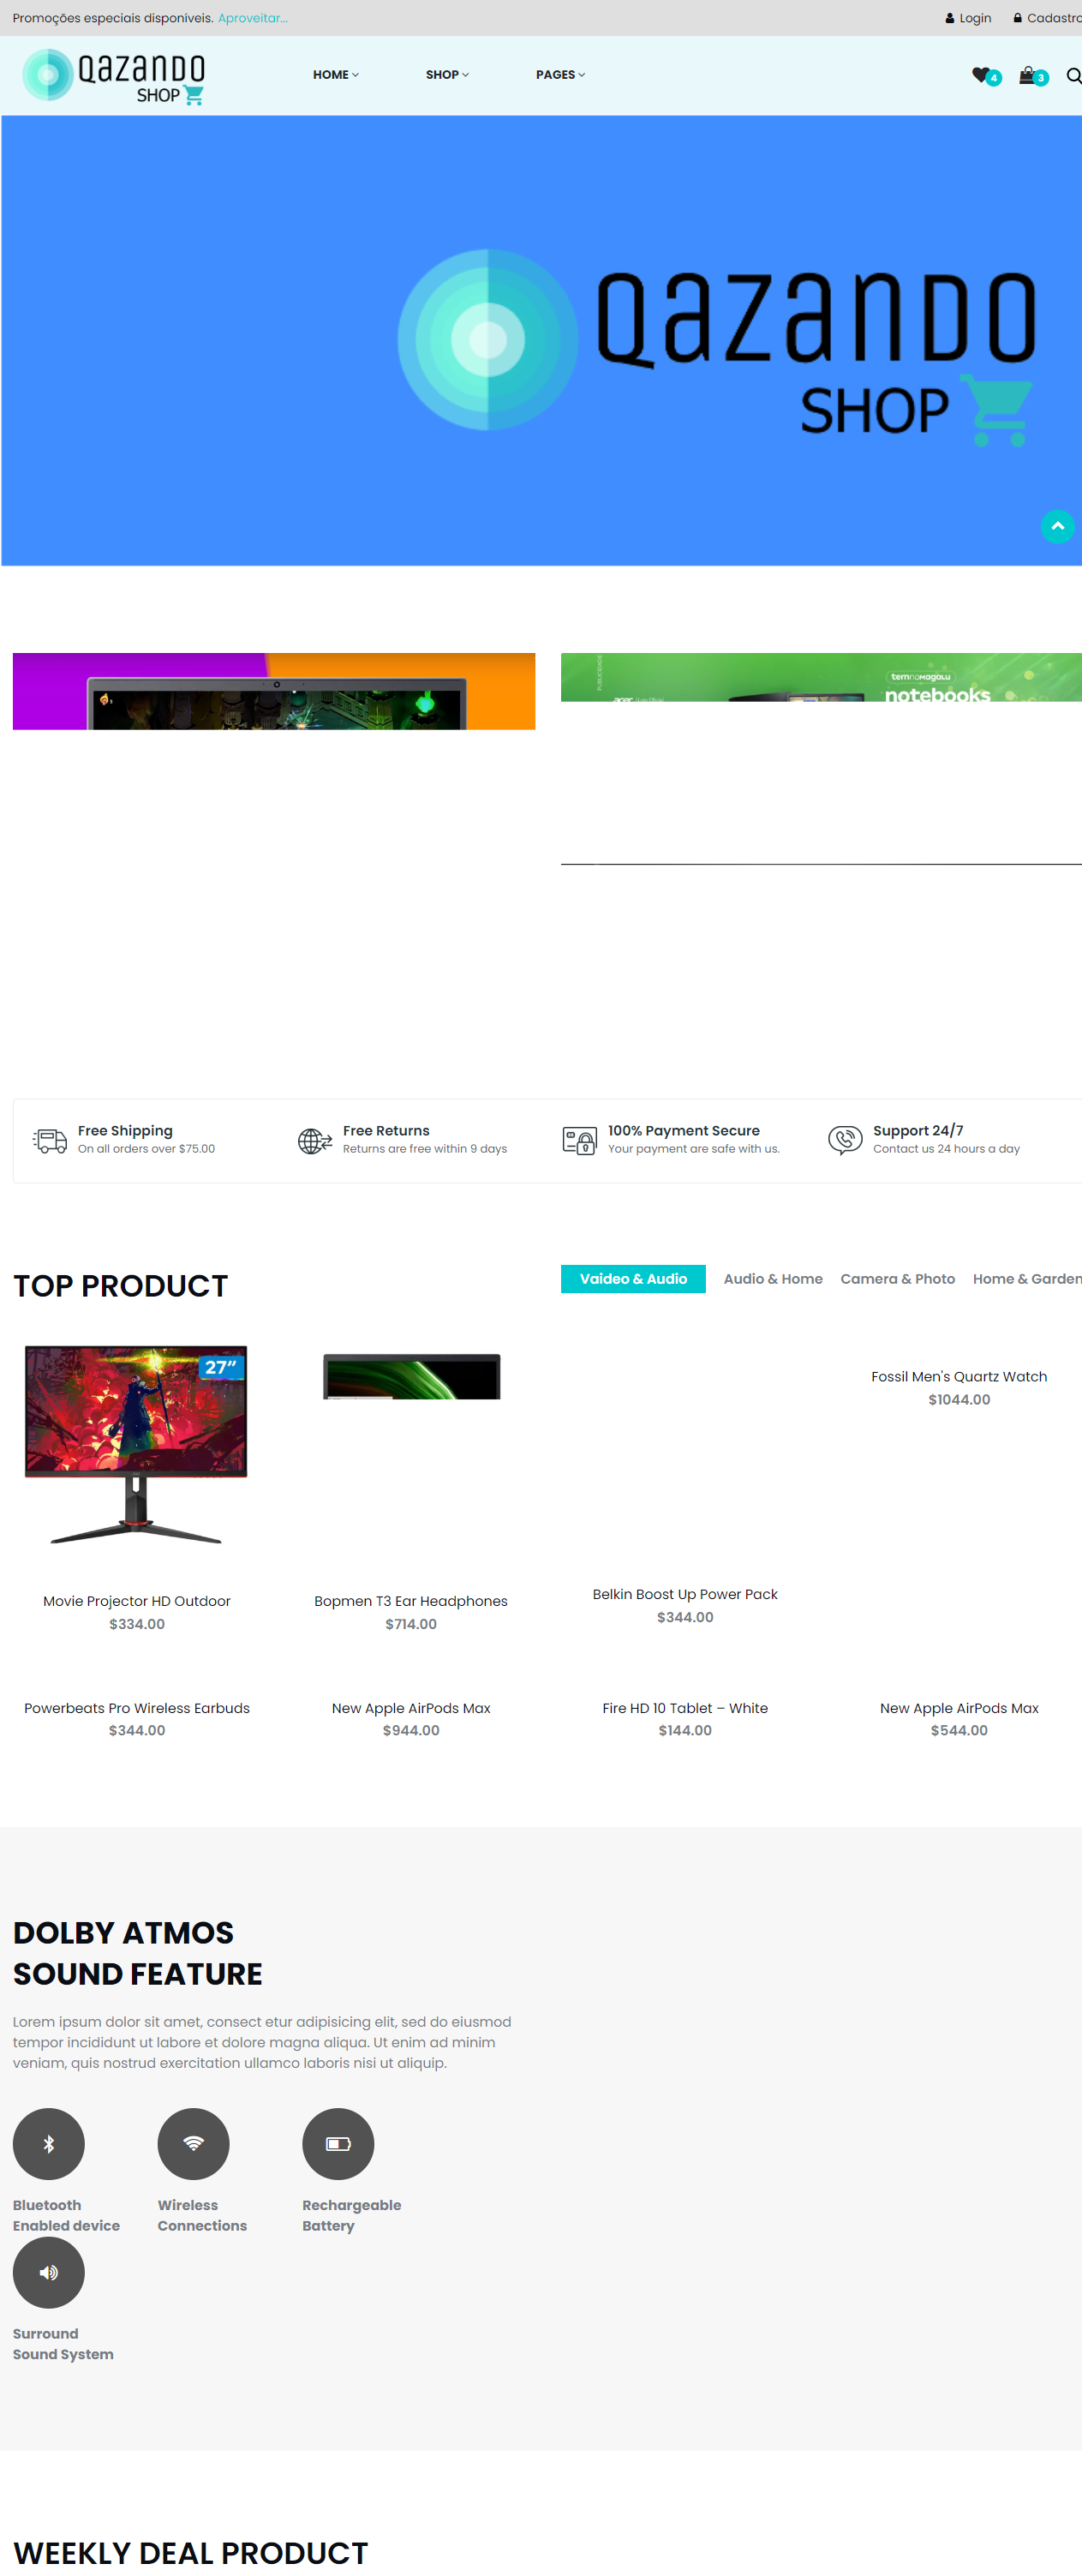 Promoções especiais disponíveis. Aproveitar...
Login
Cadastro
Qazando
SHOP
HOME
SHOP
PAGES
4
3
Qazando
SHOP
temnomagalu
notebooks
PUBLICIDADE
acer
Free Shipping
On all orders over $75.00
Free Returns
Returns are free within 9 days
100% Payment Secure
Your payment are safe with us.
Support 24/7
Contact us 24 hours a day
TOP PRODUCT
Vaideo & Audio
Audio & Home
Camera & Photo
Home & Garden
27”
Movie Projector HD Outdoor
$334.00
Bopmen T3 Ear Headphones
$714.00
Belkin Boost Up Power Pack
$344.00
Fossil Men's Quartz Watch
$1044.00
Powerbeats Pro Wireless Earbuds
$344.00
New Apple AirPods Max
$944.00
Fire HD 10 Tablet – White
$144.00
New Apple AirPods Max
$544.00
DOLBY ATMOS
SOUND FEATURE
Lorem ipsum dolor sit amet, consect etur adipisicing elit, sed do eiusmod
tempor incididunt ut labore et dolore magna aliqua. Ut enim ad minim
veniam, quis nostrud exercitation ullamco laboris nisi ut aliquip.
Bluetooth
Enabled device
Wireless
Connections
Rechargeable
Battery
Surround
Sound System
WEEKLY DEAL PRODUCT